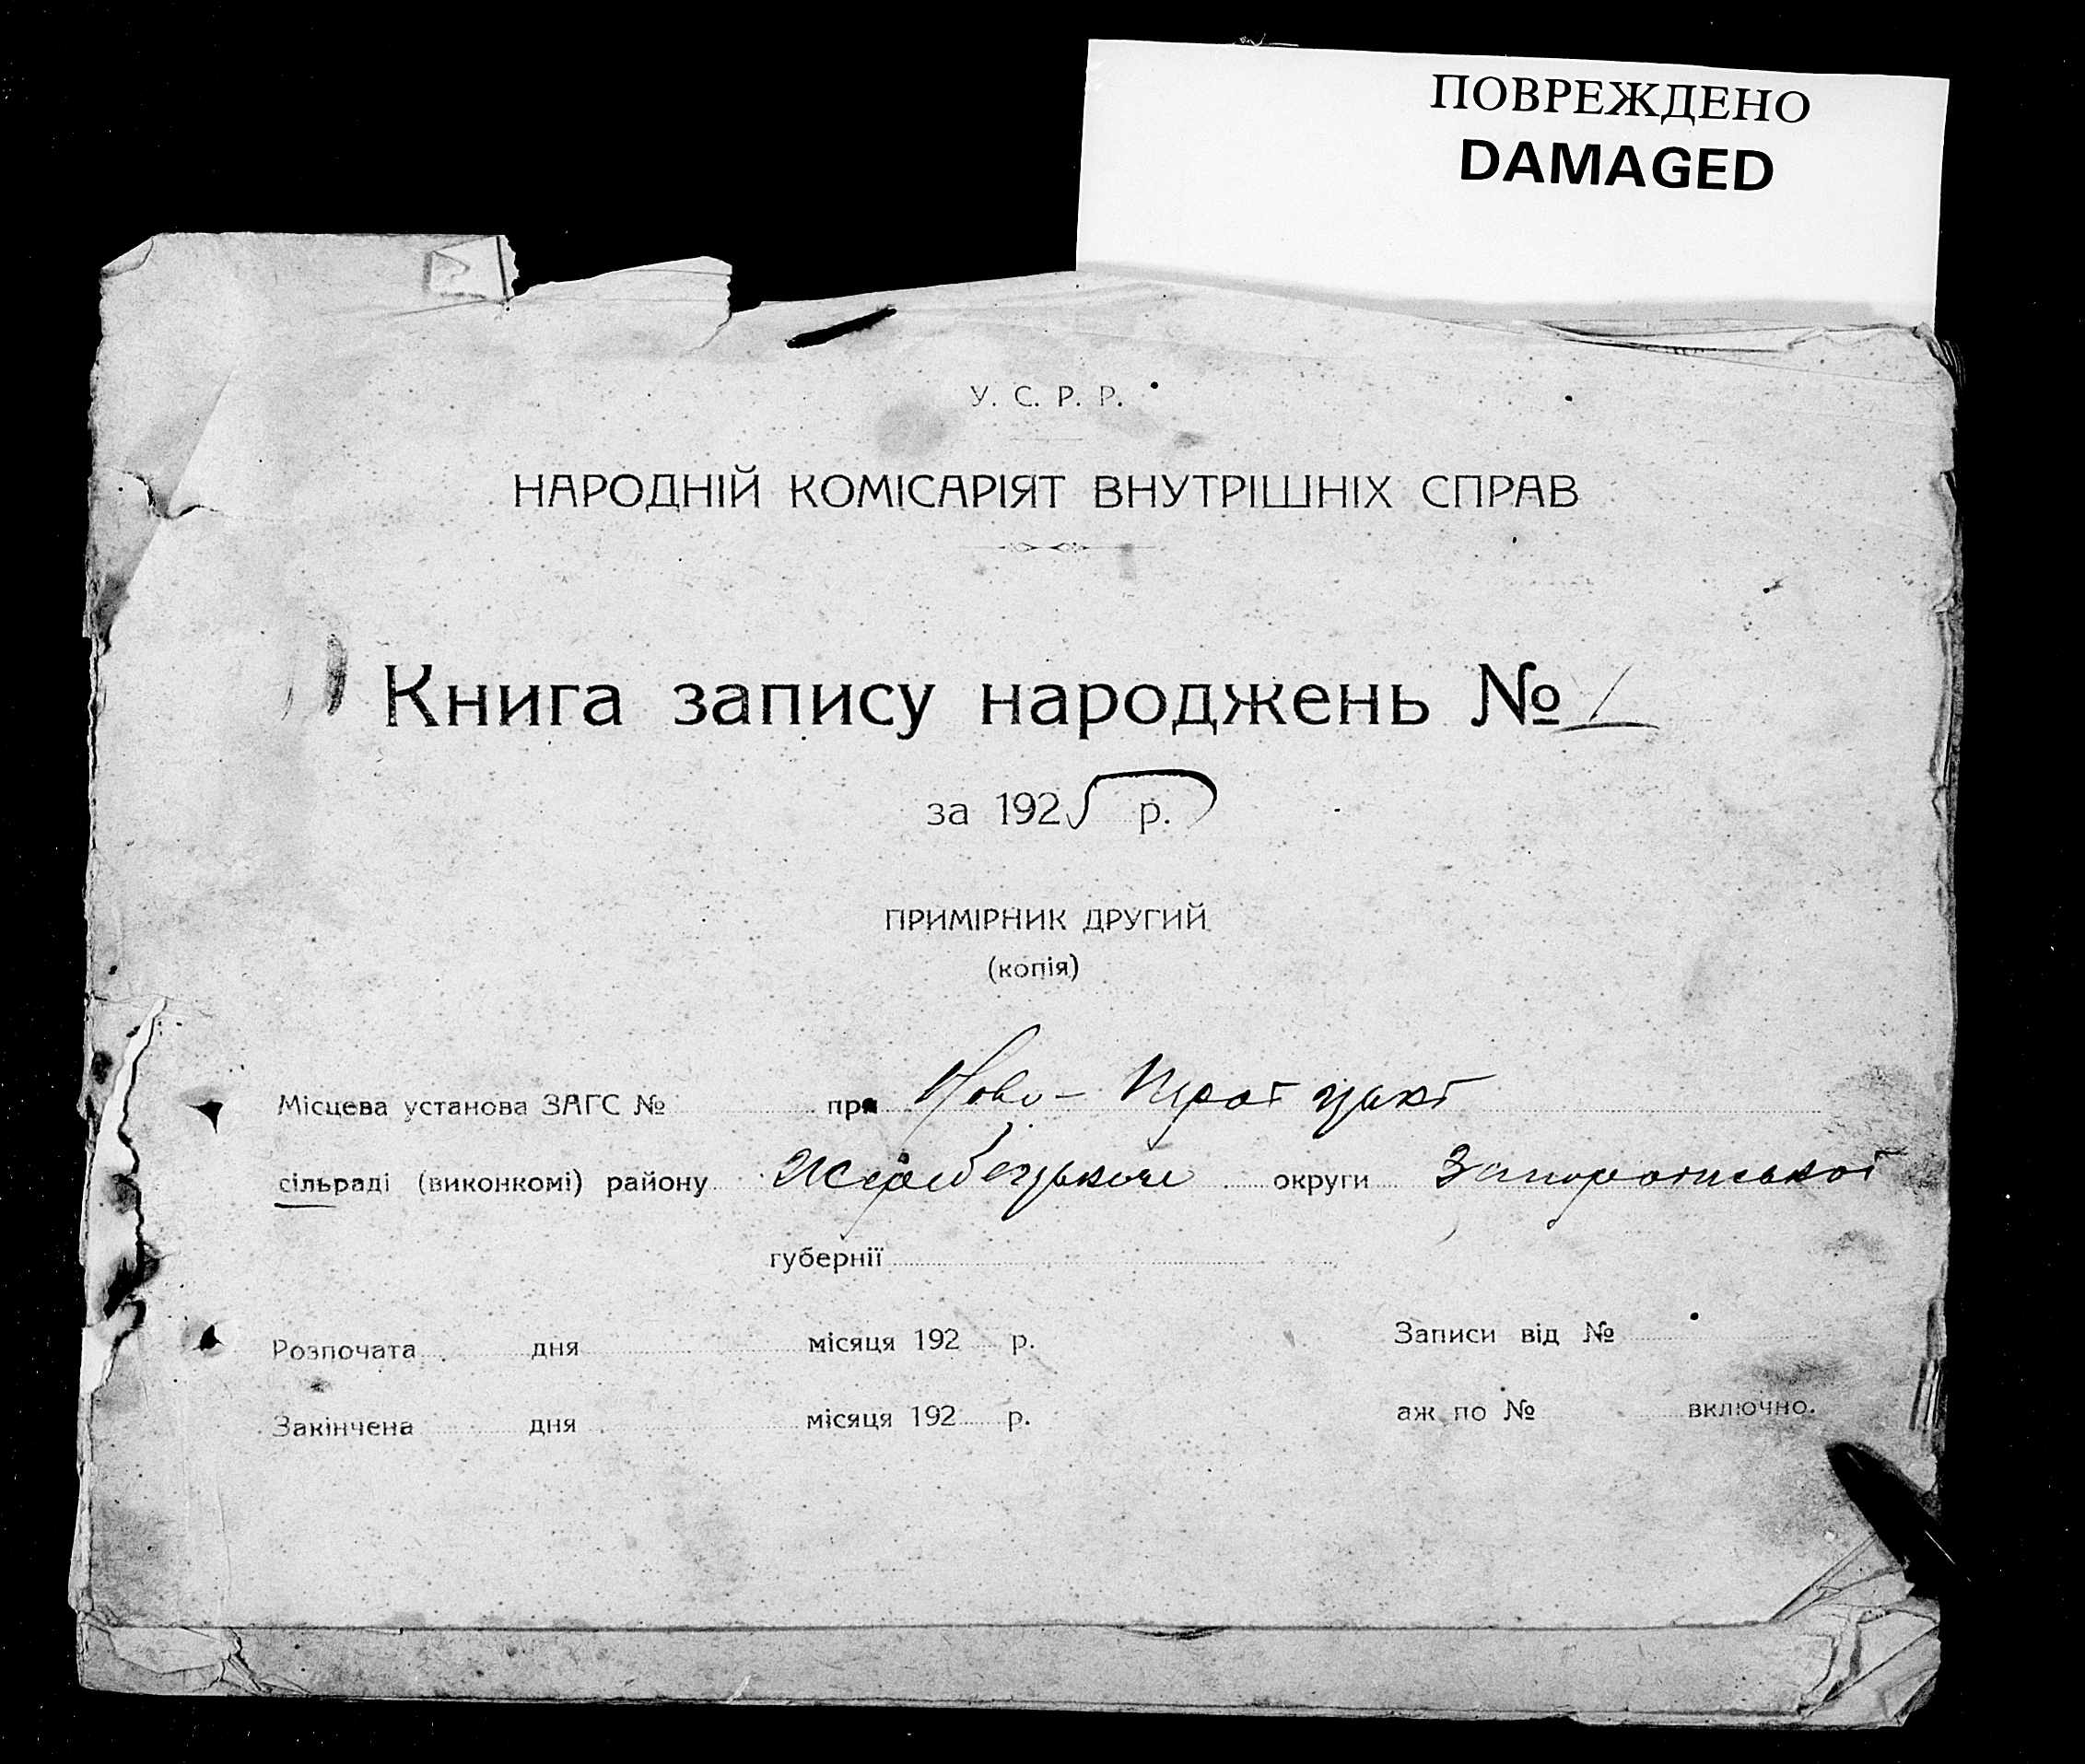 ПОВРЕЖДЕНО
DAMAGED
У. С. Р. Р.
НАРОДНІЙ КОМІСАРІЯТ ВНУТРІШНІХ СПРАВ
Книга запису народжень № 1
за 1925 р.
ПРИМІРНИК ДРУГИЙ
(копія)
Місцева установа ЗАГС № при Ново-
сільраді (виконкомі) району Жеребецького округи Запорожської
губернії
Розпочата дня місяця 192 р. Записи від №
Закінчена дня місяця 192 р. аж по № включно.